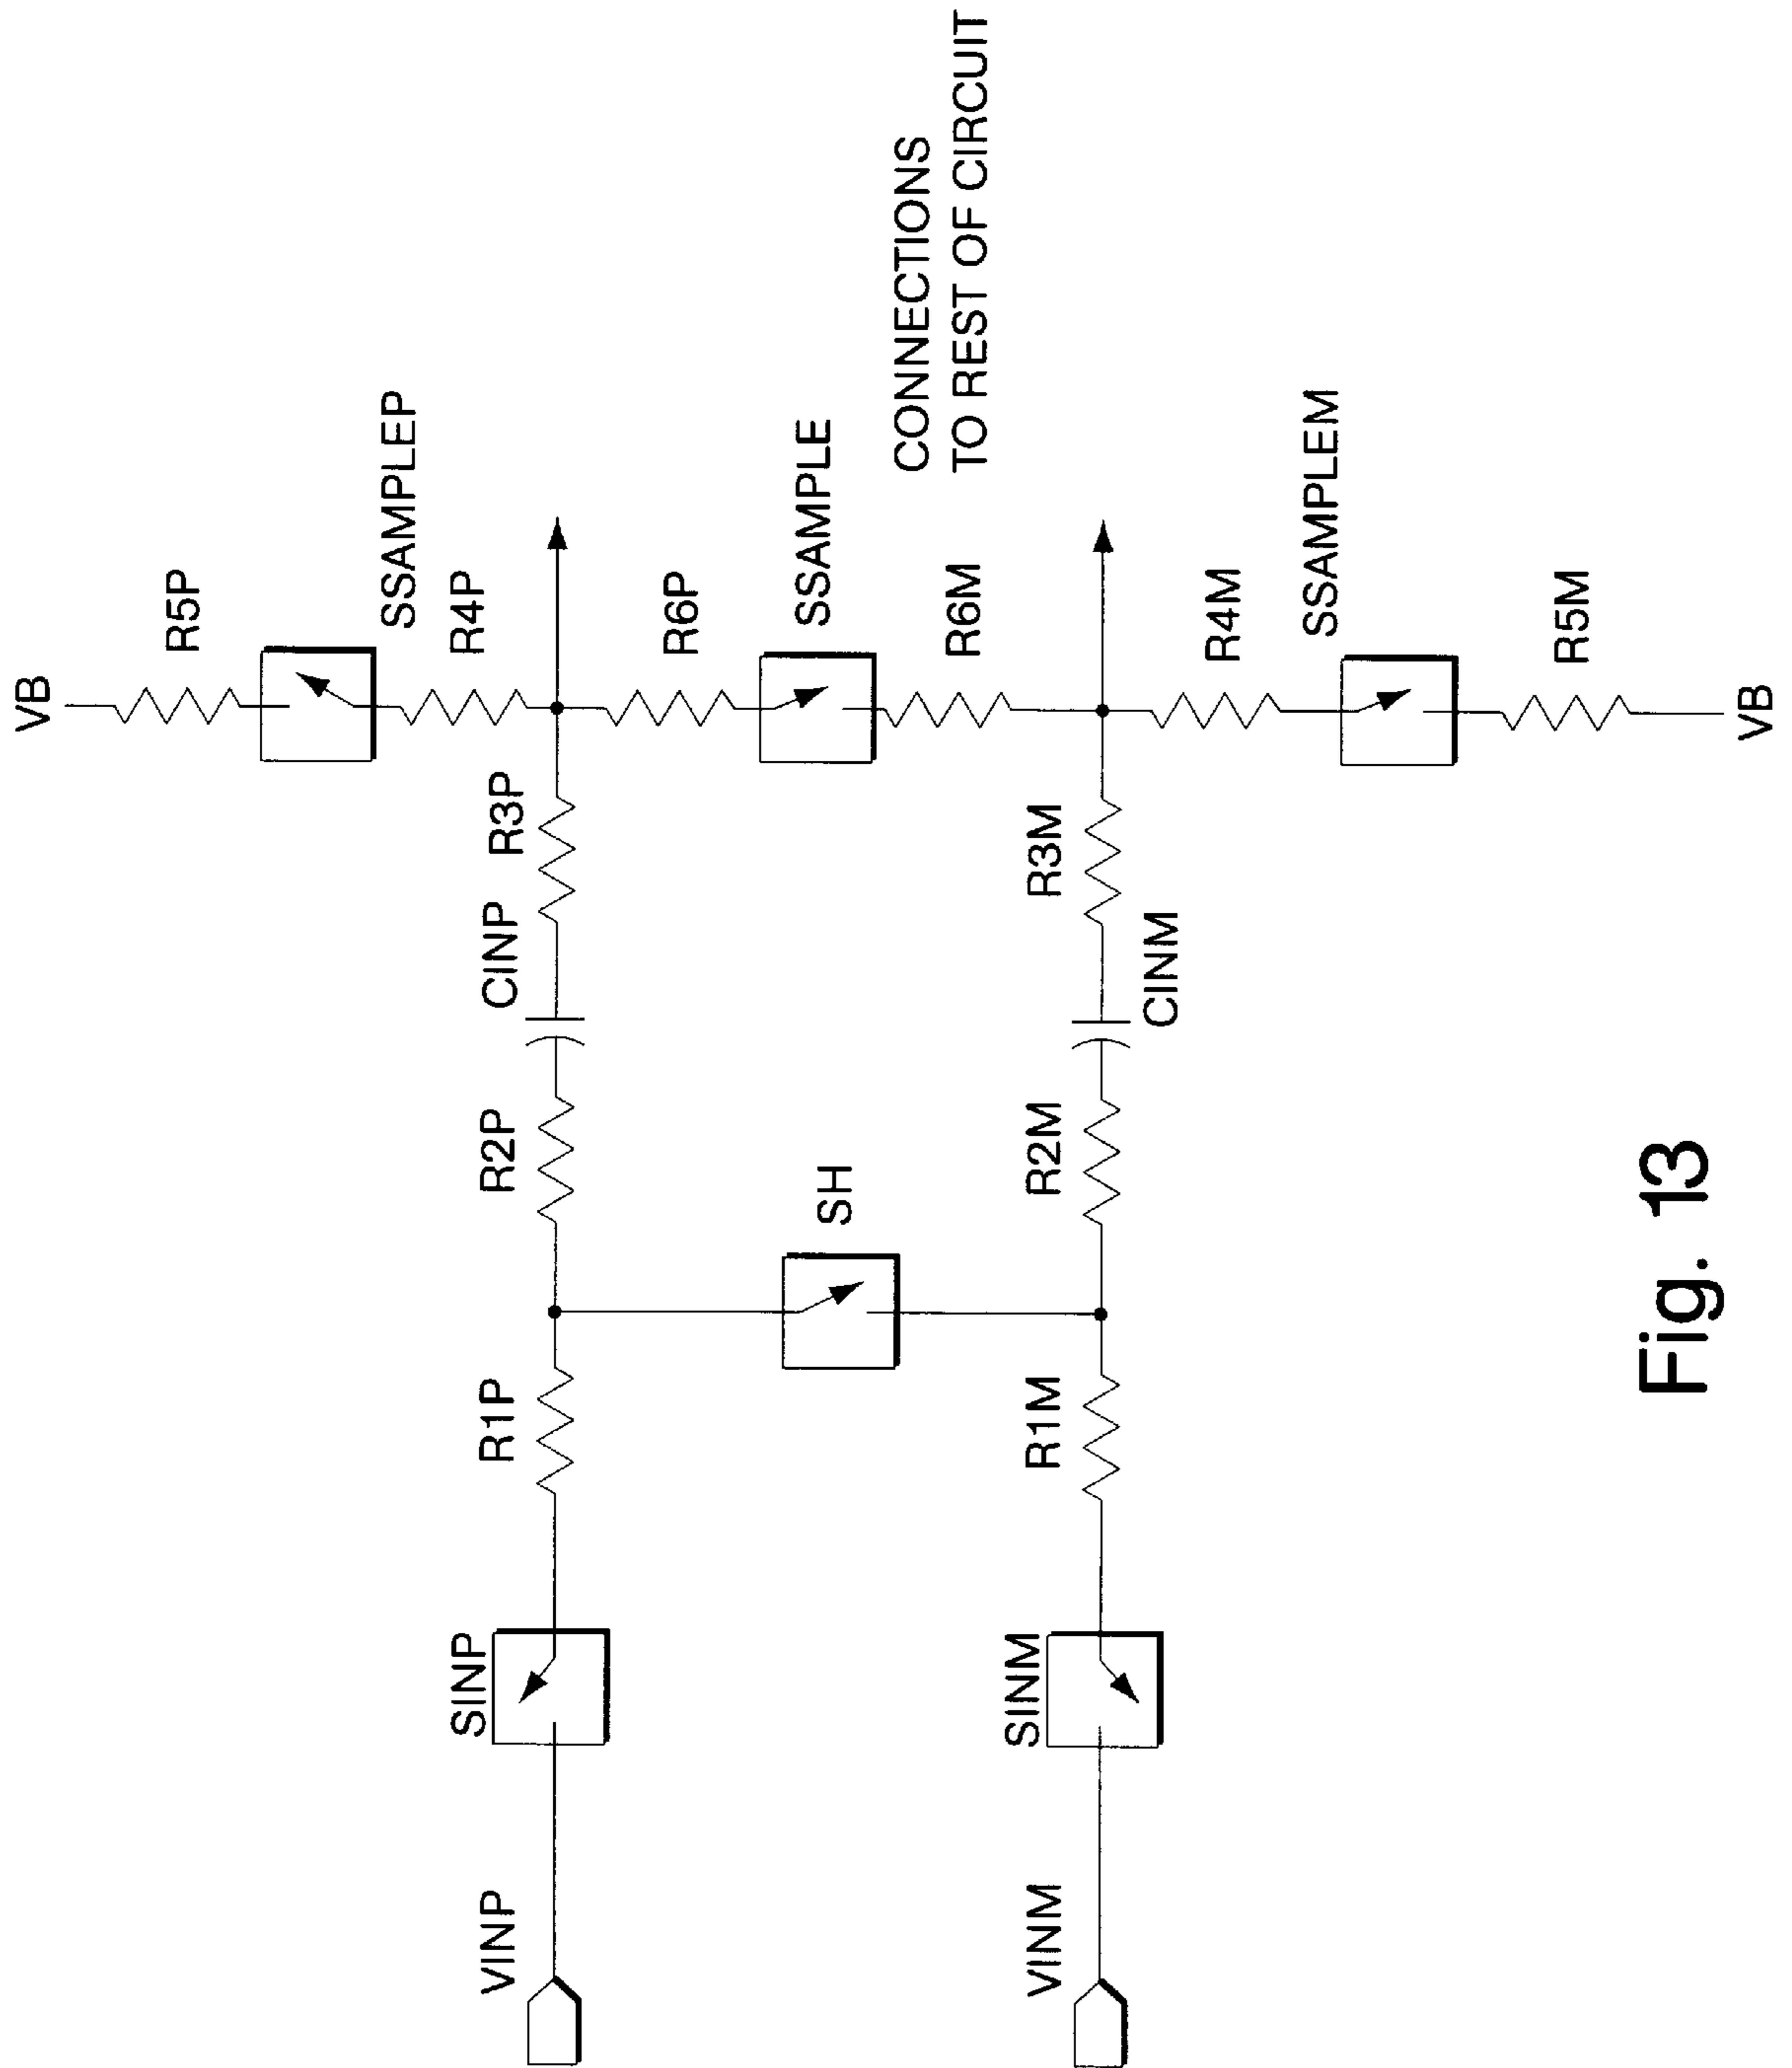 VB
R5P
SSAMPLEP
R4P
VINP
SINP
R1P
R2P
CINP
R3P
R6P
SH
SSAMPLE
CONNECTIONS
TO REST OF CIRCUIT
R6M
VINM
SINM
R1M
R2M
R3M
CINM
R4M
SSAMPLEM
R5M
VB
Fig. 13